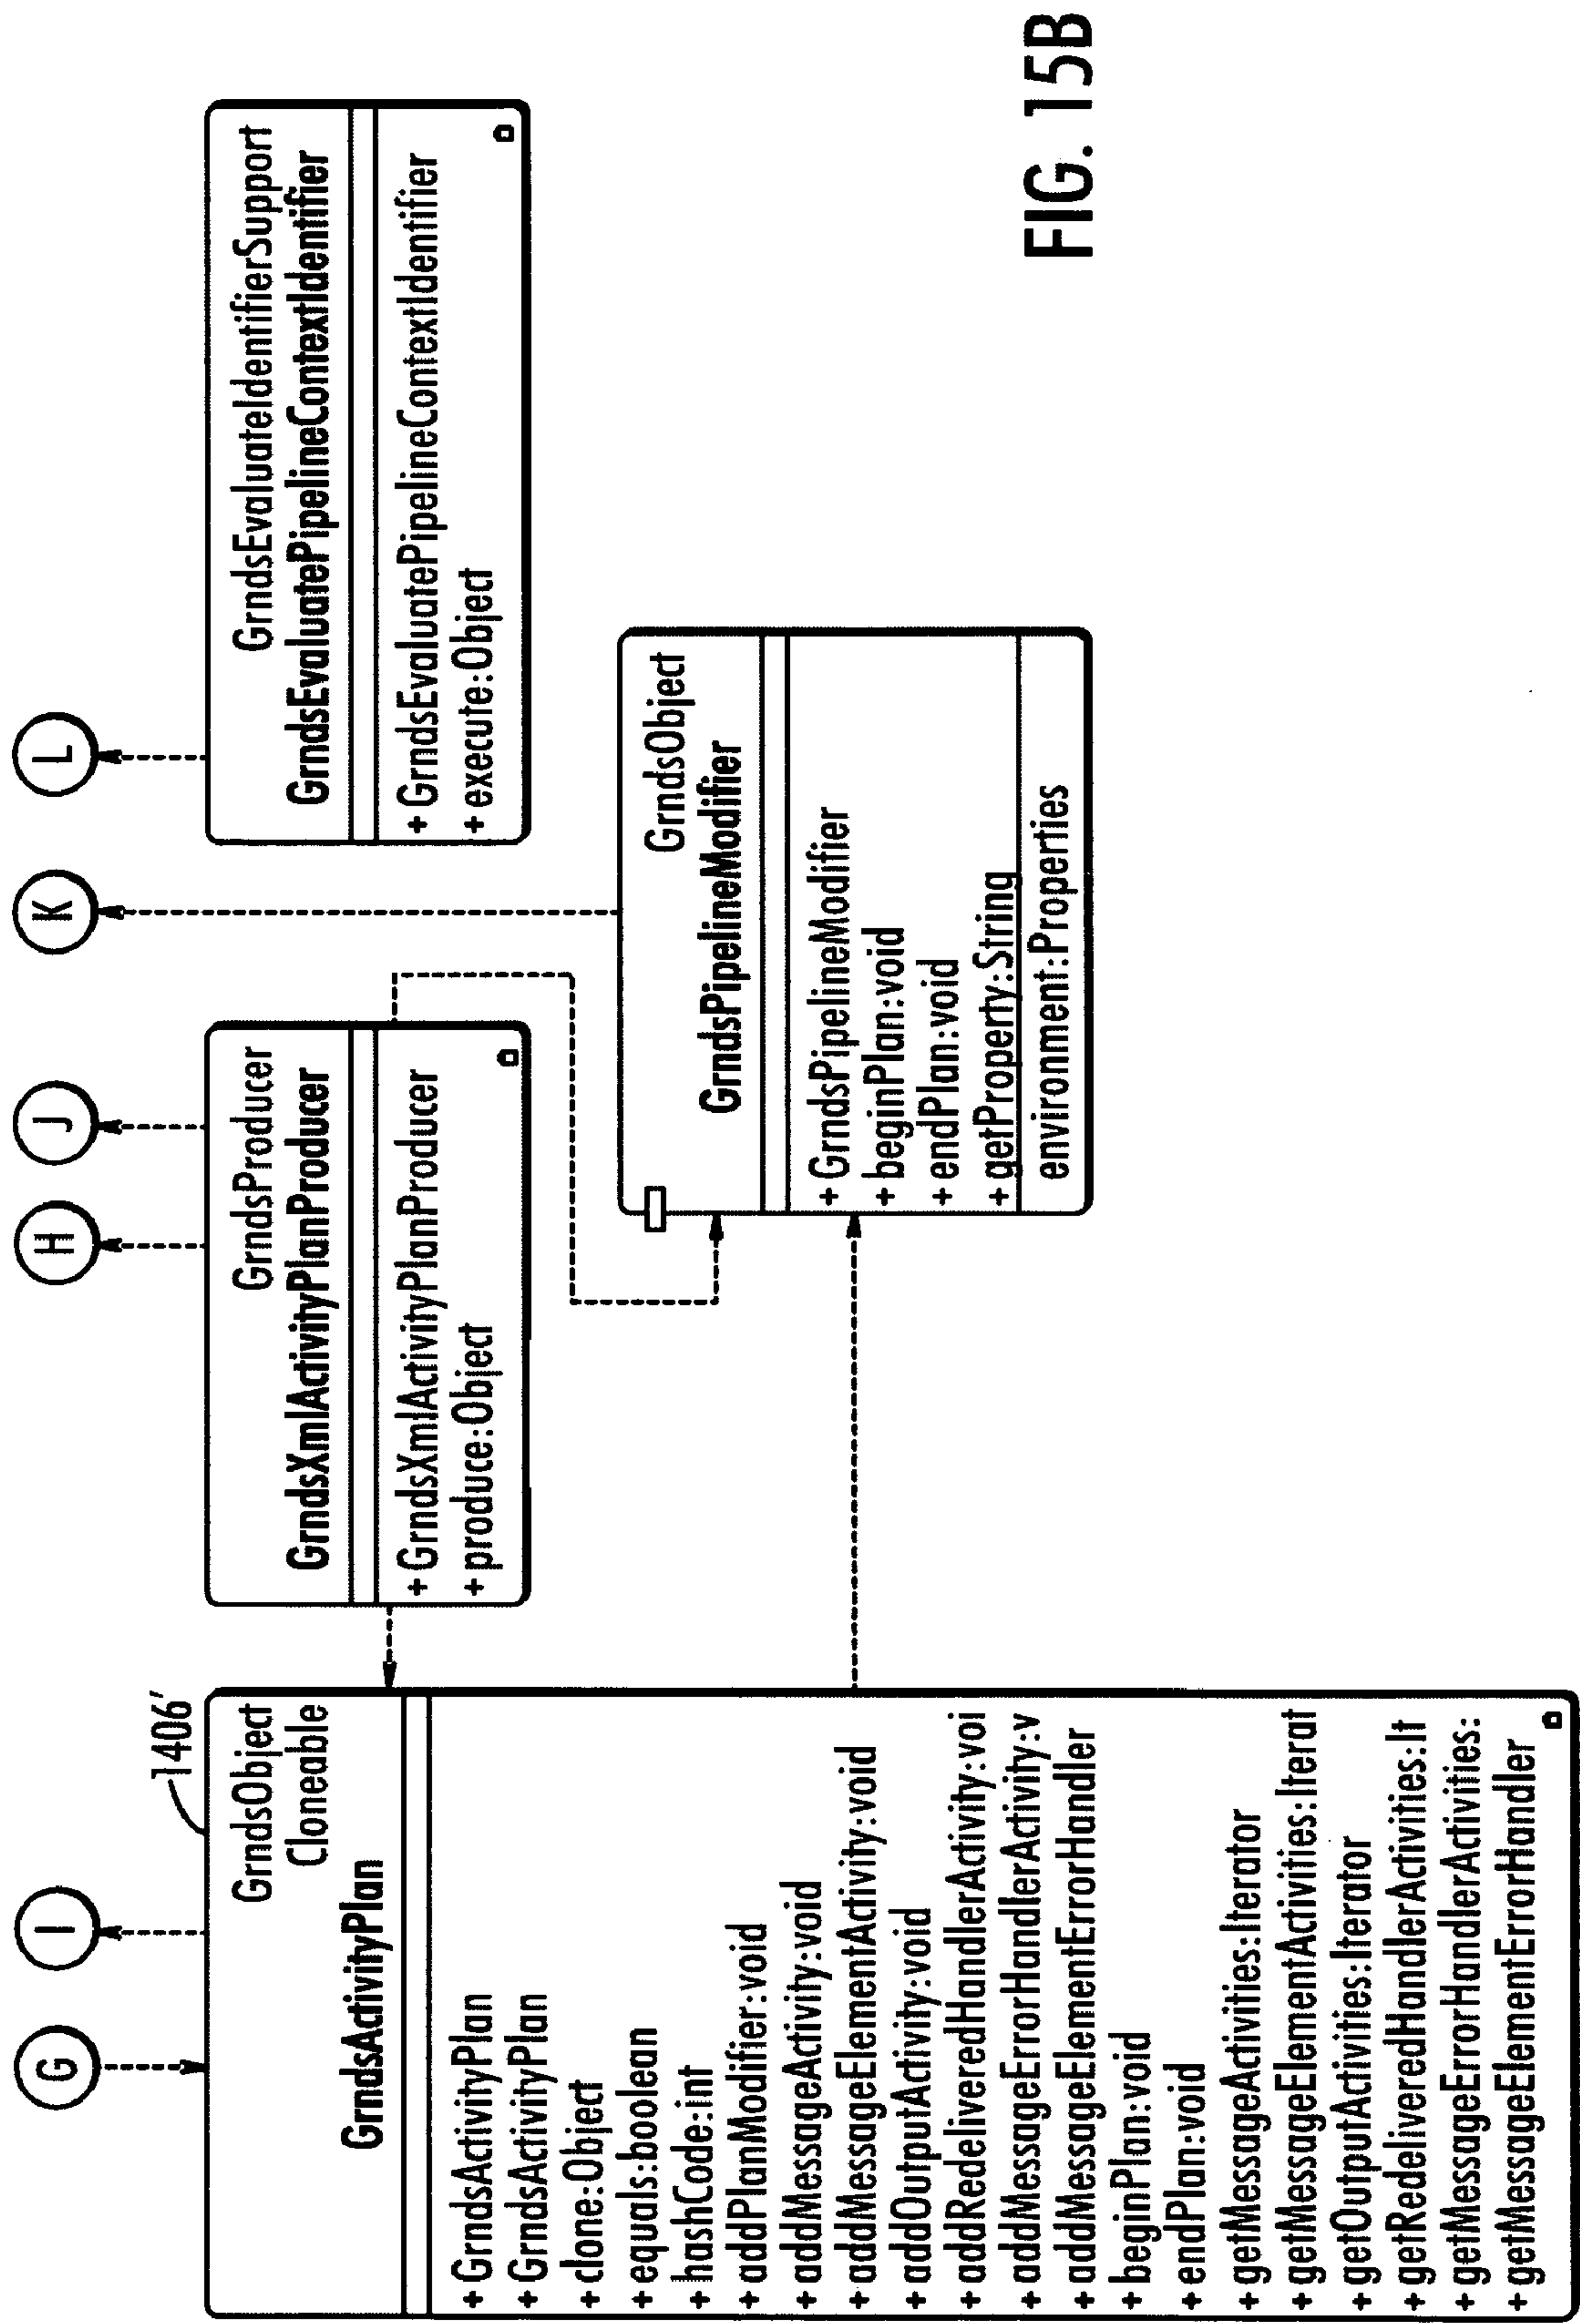 G
I
H
J
K
L
1406'
GrndsObject
Cloneable
GrndsActivityPlan
+GrndsActivityPlan
+GrndsActivityPlan
+clone:Object
+equals:boolean
+hashCode:int
+addPlanModifier:void
+addMessageActivity:void
+addMessageElementActivity:void
+addOutputActivity:void
+addRedeliveredHandlerActivity:voi
+addMessageErrorHandlerActivity:v
+addMessageElementErrorHandler
+beginPlan:void
+endPlan:void
+getMessageActivities:Iterator
+getMessageElementActivities:Iterat
+getOutputActivities:Iterator
+getRedeliveredHandlerActivities:It
+getMessageErrorHandlerActivities:
+getMessageElementErrorHandler
GrndsProducer
GrndsXmlActivityPlanProducer
+GrndsXmlActivityPlanProducer
+produce:Object
GrndsEvaluateIdentifierSupport
GrndsEvaluatePipelineContextIdentifier
+GrndsEvaluatePipelineContextIdentifier
+execute:Object
GrndsObject
GrndsPipelineModifier
+GrndsPipelineModifier
+beginPlan:void
+endPlan:void
+getProperty:String
environment:Properties
FIG. 15B